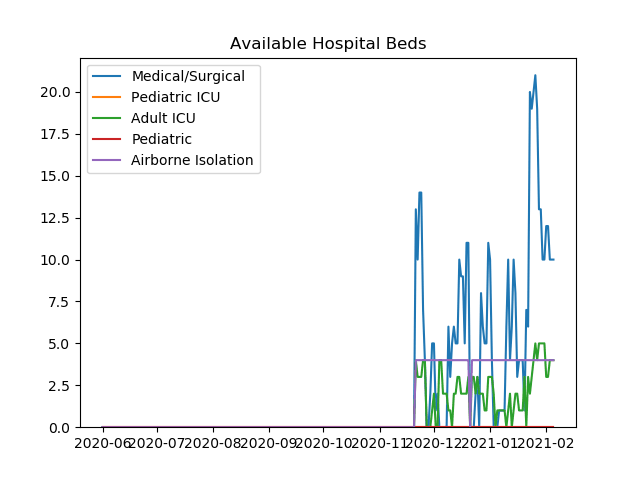 Available Hospital Beds
Medical/Surgical
Pediatric ICU
Adult ICU
Pediatric
Airborne Isolation
20.0
17.5
15.0
12.5
10.0
7.5
5.0
2.5
0.0
2020-06 2020-07 2020-08 2020-09 2020-10 2020-11 2020-12 2021-01 2021-02